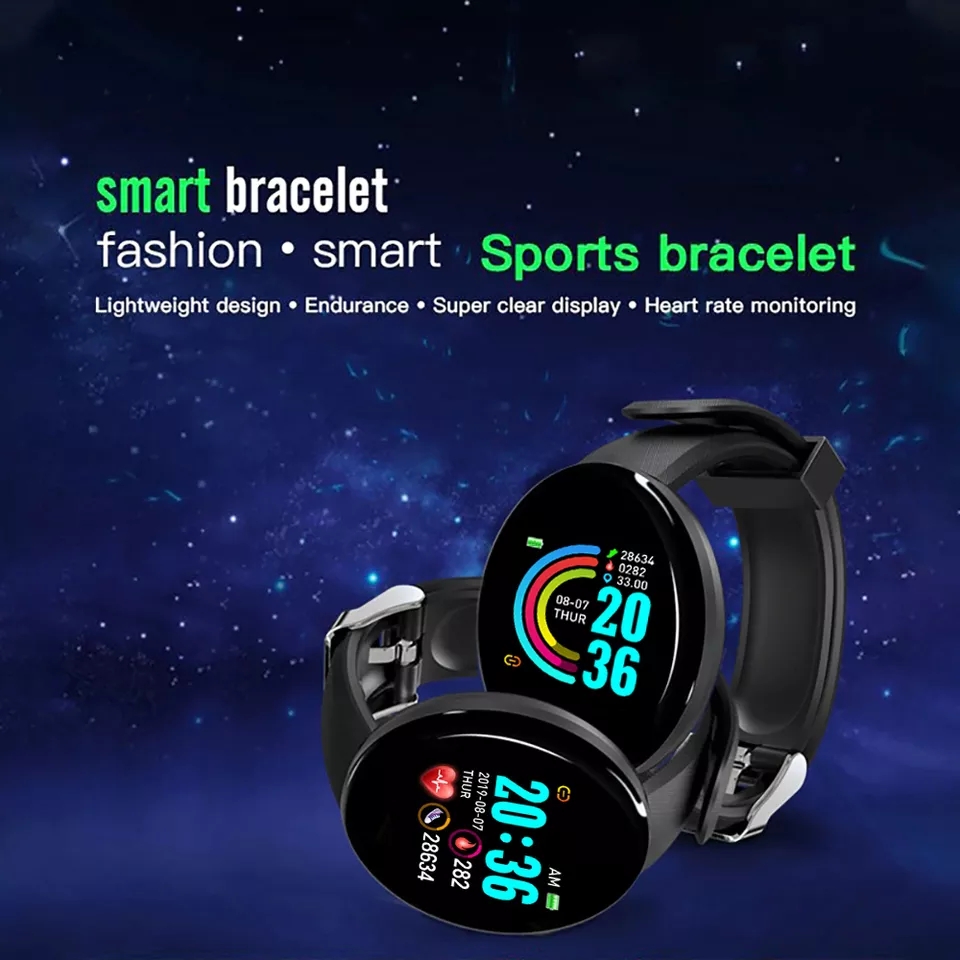 smart bracelet
fashion • smart
Sports bracelet
Lightweight design • Endurance • Super clear display • Heart rate monitoring
28634
0282
33.00
08-07
THUR
20
36
20:36
AM
2019-08-07
THUR
282
28634